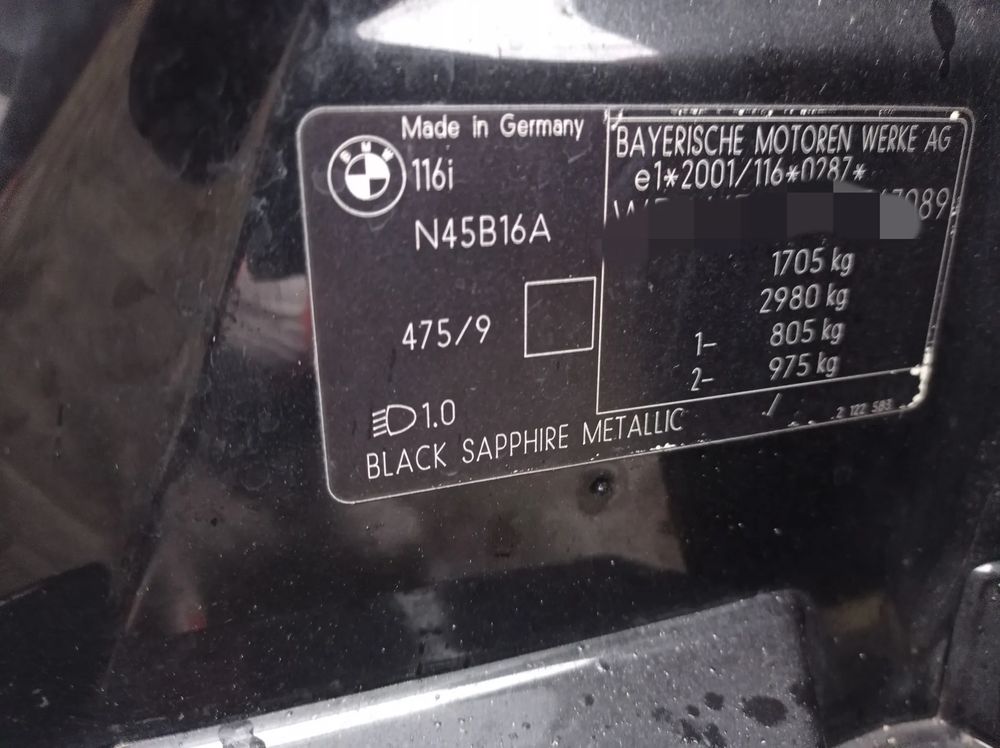 Made in Germany
BMW
116i
N45B16A
475/9
1.0
BLACK SAPPHIRE METALLIC
BAYERISCHE MOTOREN WERKE AG
e1*2001/116*0287*
1705 kg
2980 kg
1- 805 kg
2- 975 kg
/
2 122 583